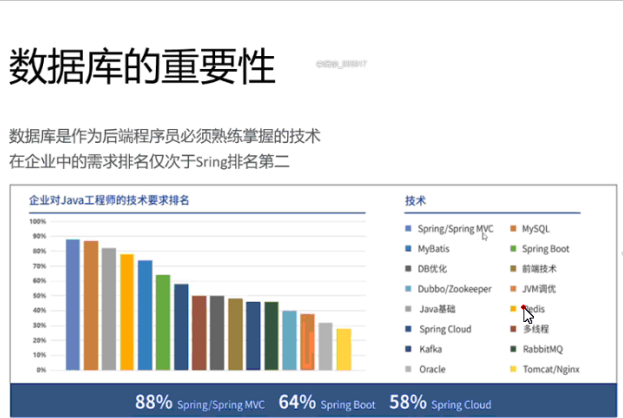 数据库的重要性
数据库是作为后端程序员必须熟练掌握的技术
在企业中的需求排名仅次于Sring排名第二
企业对Java工程师的技术要求排名
100%
90%
80%
70%
60%
50%
40%
30%
20%
10%
0%
技术
Spring/Spring MVC
MySQL
MyBatis
Spring Boot
DB优化
前端技术
Dubbo/Zookeeper
JVM调优
Java基础
Redis
Spring Cloud
多线程
Kafka
RabbitMQ
Oracle
Tomcat/Nginx
88% Spring/Spring MVC 64% Spring Boot 58% Spring Cloud